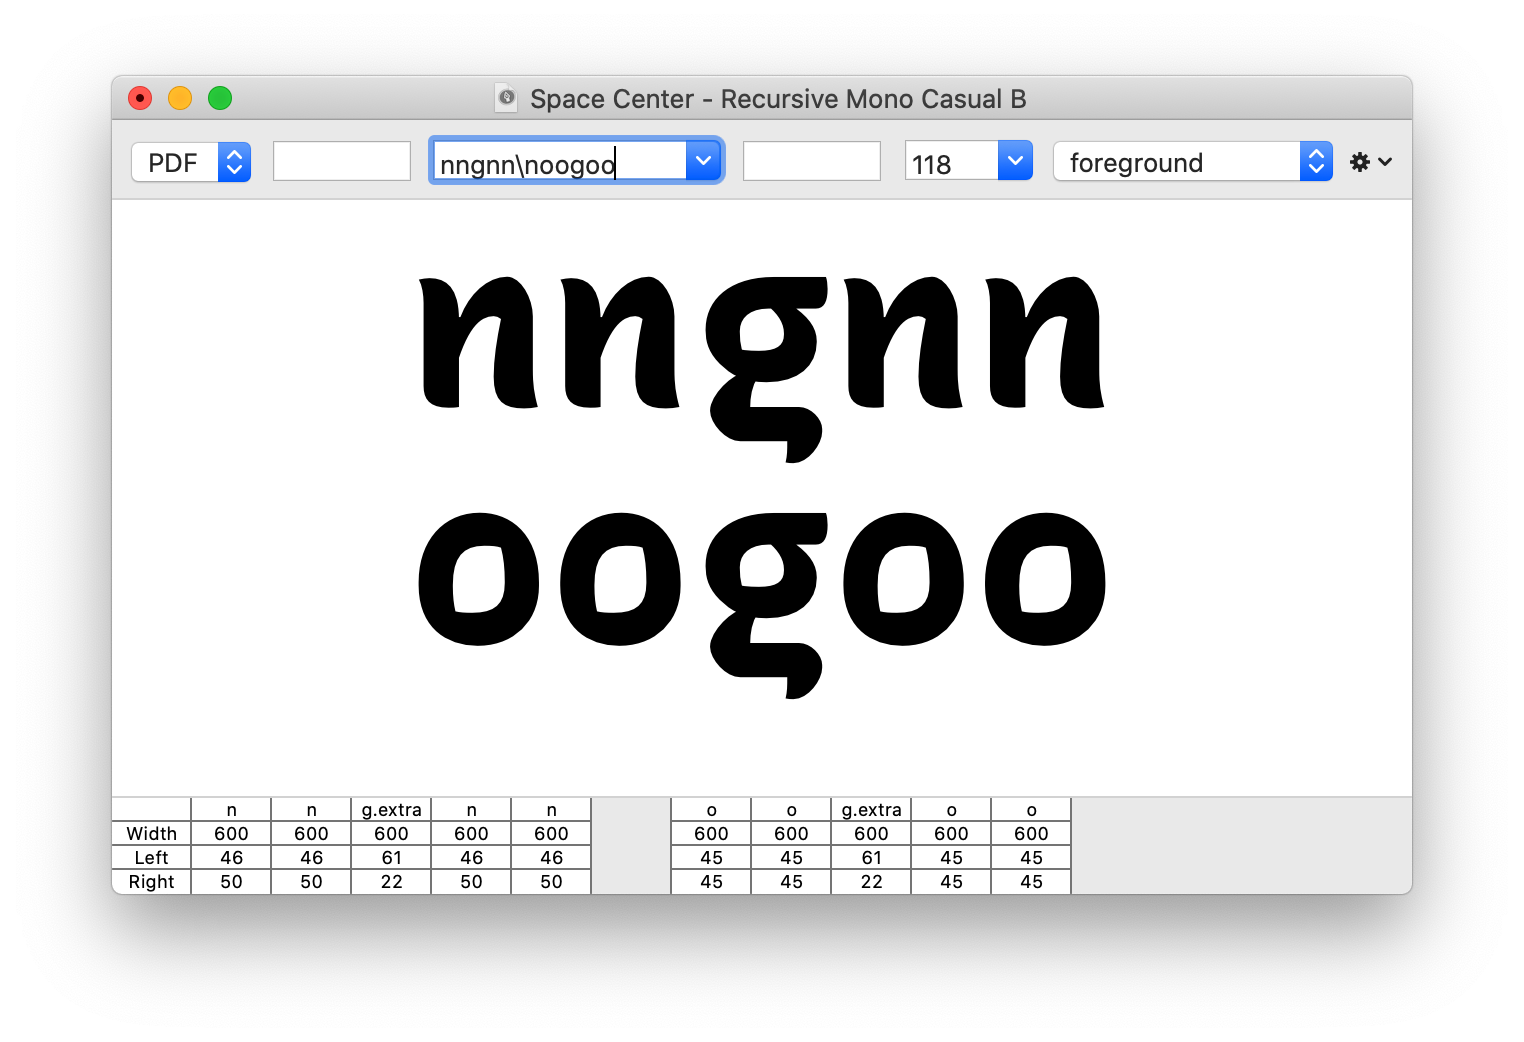 Space Center - Recursive Mono Casual B
PDF nngnn\noogoo 118 foreground
nngnn
oogoo
n n g.extra n n o o g.extra o o
Width 600 600 600 600 600 600 600 600 600 600
Left 46 46 61 46 46 45 45 61 45 45
Right 50 50 22 50 50 45 45 22 45 45